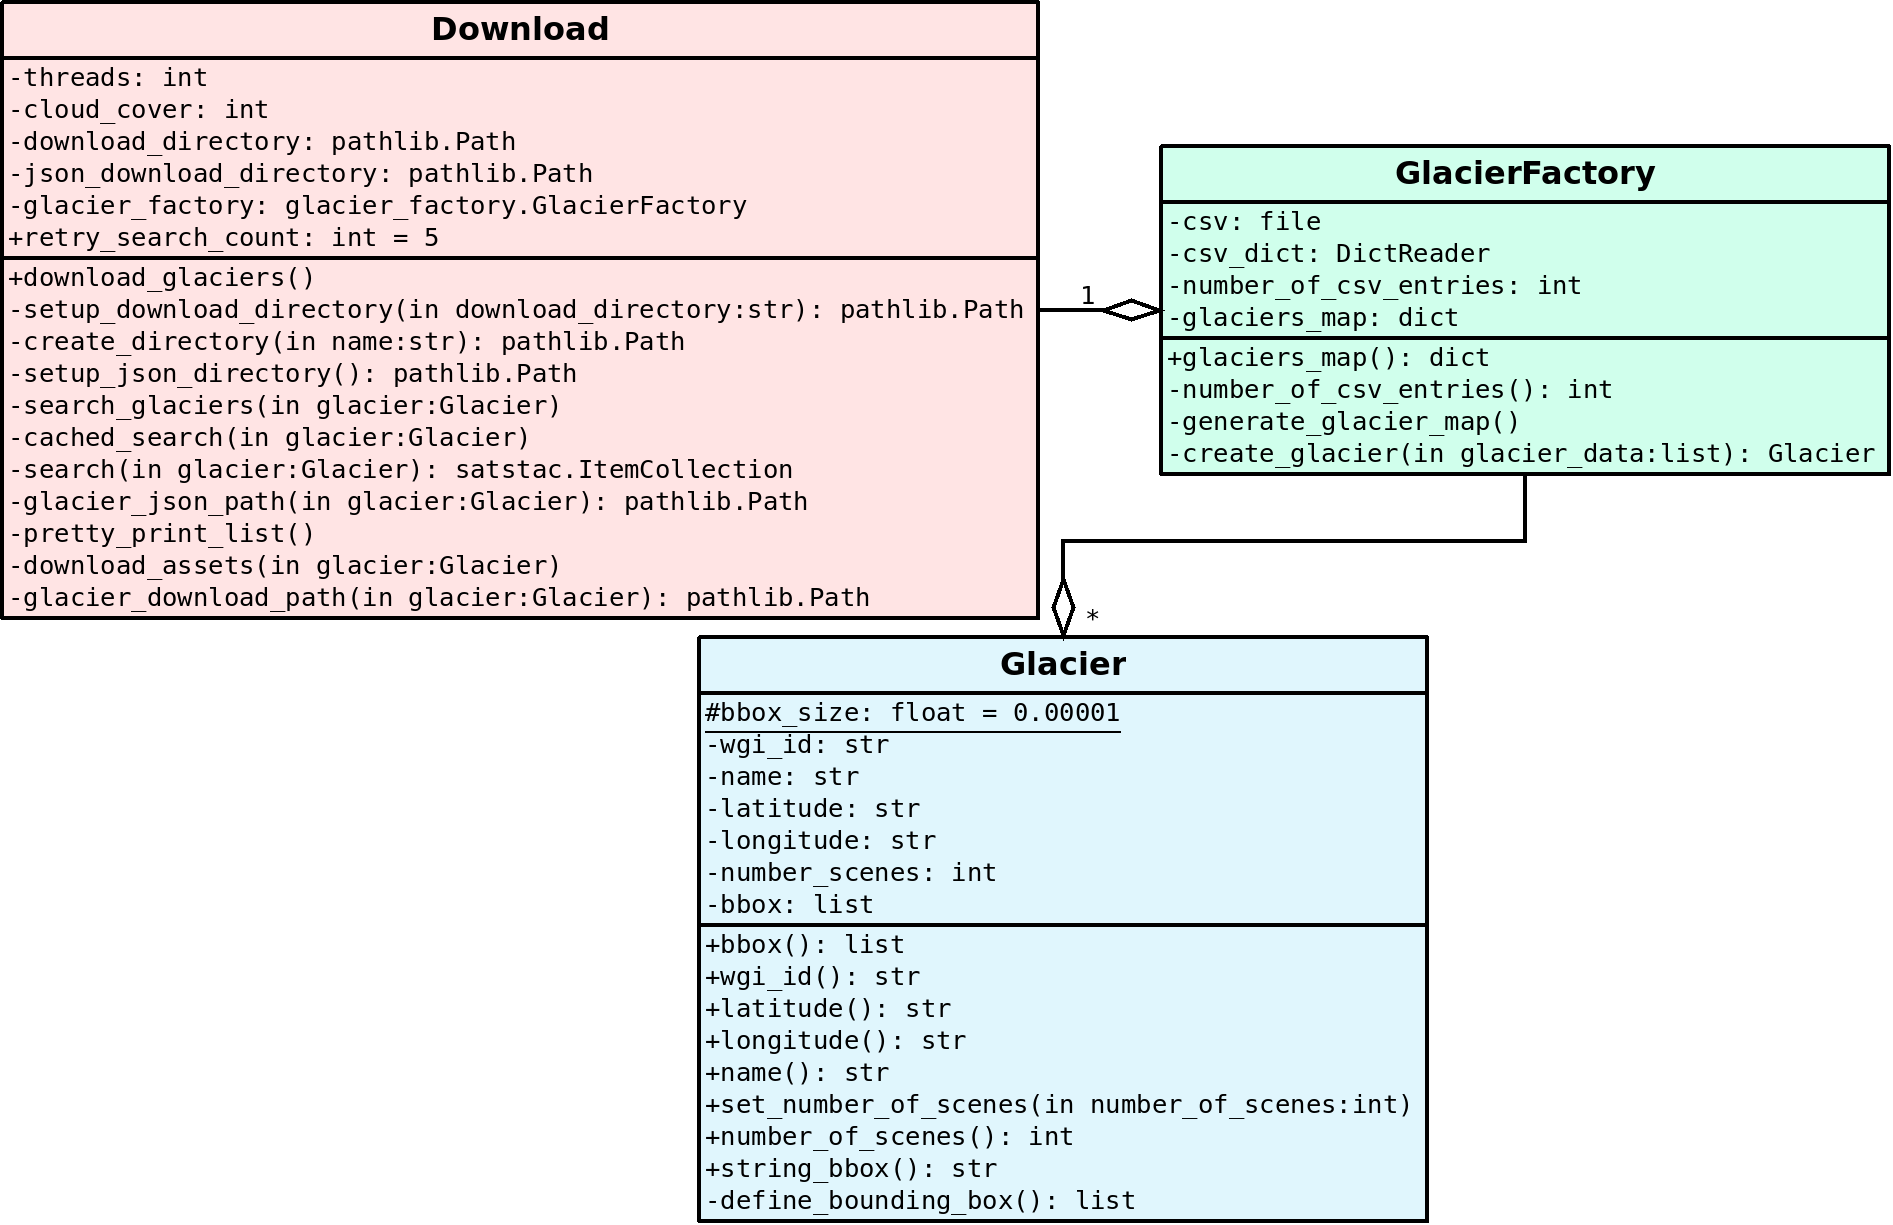 Download
-threads: int
-cloud_cover: int
-download_directory: pathlib.Path
-json_download_directory: pathlib.Path
-glacier_factory: glacier_factory.GlacierFactory
+retry_search_count: int = 5
+download_glaciers()
-setup_download_directory(in download_directory:str): pathlib.Path
-create_directory(in name:str): pathlib.Path
-setup_json_directory(): pathlib.Path
-search_glaciers(in glacier:Glacier)
-cached_search(in glacier:Glacier)
-search(in glacier:Glacier): satstac.ItemCollection
-glacier_json_path(in glacier:Glacier): pathlib.Path
-pretty_print_list()
-download_assets(in glacier:Glacier)
-glacier_download_path(in glacier:Glacier): pathlib.Path
1
GlacierFactory
-csv: file
-csv_dict: DictReader
-number_of_csv_entries: int
-glaciers_map: dict
+glaciers_map(): dict
-number_of_csv_entries(): int
-generate_glacier_map()
-create_glacier(in glacier_data:list): Glacier
*
Glacier
#bbox_size: float = 0.00001
-wgi_id: str
-name: str
-latitude: str
-longitude: str
-number_scenes: int
-bbox: list
+bbox(): list
+wgi_id(): str
+latitude(): str
+longitude(): str
+name(): str
+set_number_of_scenes(in number_of_scenes:int)
+number_of_scenes(): int
+string_bbox(): str
-define_bounding_box(): list